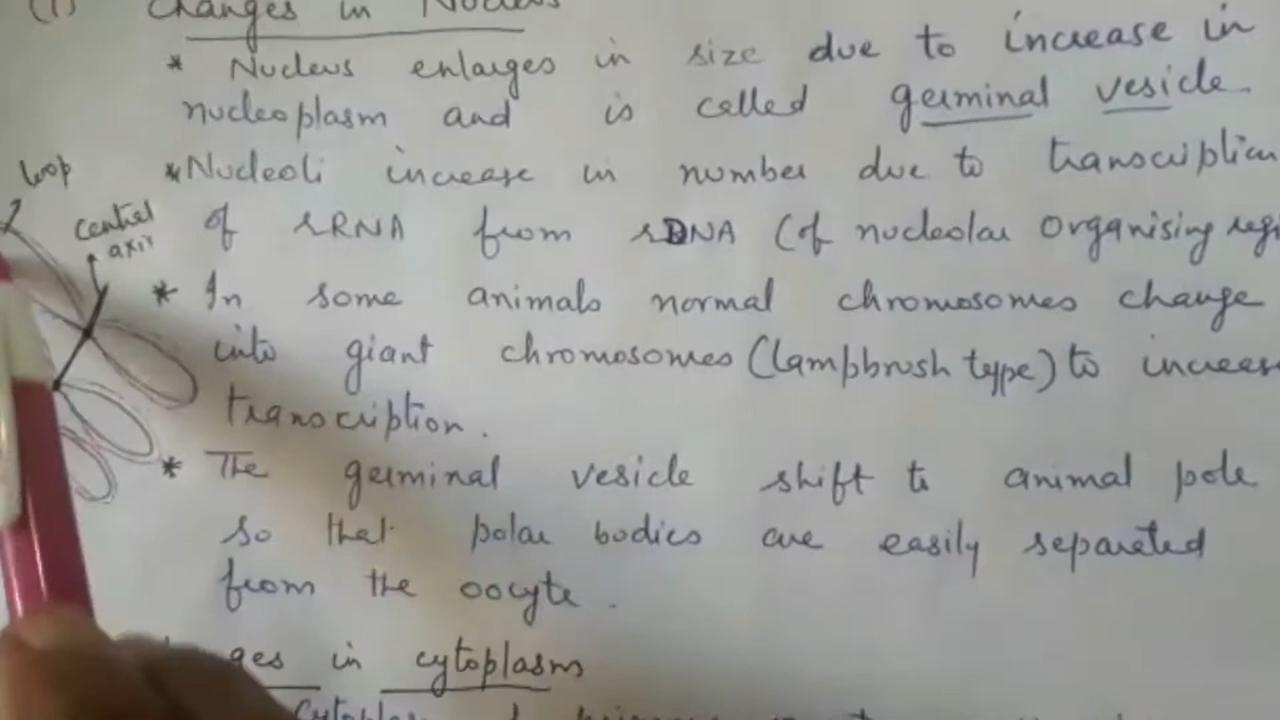 (1) Changes in Nucleus
* Nucleus enlarges in size due to increase in
nucleoplasm and is called germinal vesicle.
loop
* Nucleoli increase in number due to transcription
central
axis
of rRNA from rDNA (of nucleolar organising regi
* In some animals normal chromosomes change
into giant chromosomes (lampbrush type) to increas
transcription.
* The germinal vesicle shift to animal pole
so that polar bodies are easily separated
from the oocyte.
ges in cytoplasm